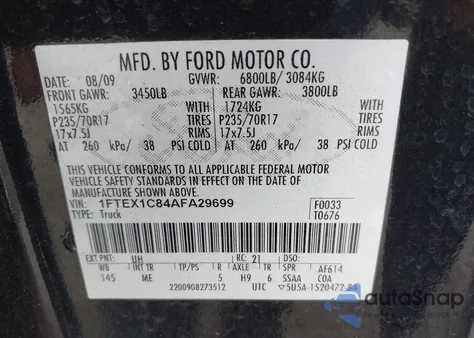 MFD. BY FORD MOTOR CO.
DATE: 08/09 GVWR: 6800LB/ 3084KG
FRONT GAWR: 3450LB REAR GAWR: 3800LB
1565KG WITH 1724KG WITH
P235/70R17 TIRES P235/70R17 TIRES
17x7.5J RIMS 17x7.5J RIMS
AT 260 kPa/ 38 PSI COLD AT 260 kPa/ 38 PSI COLD
THIS VEHICLE CONFORMS TO ALL APPLICABLE FEDERAL MOTOR
VEHICLE SAFETY STANDARDS IN EFFECT ON THE DATE OF
MANUFACTURE SHOWN ABOVE.
VIN: 1FTEX1C84AFA29699 F0033
TYPE: Truck T0676
EXT PNT: UH RC: 21 DSO:
WB INT TR TP/PS R AXLE TR SPR AF614
145 ME 5 H9 6 SSAA COA
2200908273512 UTC 5U5A-1520472-
autoSnap